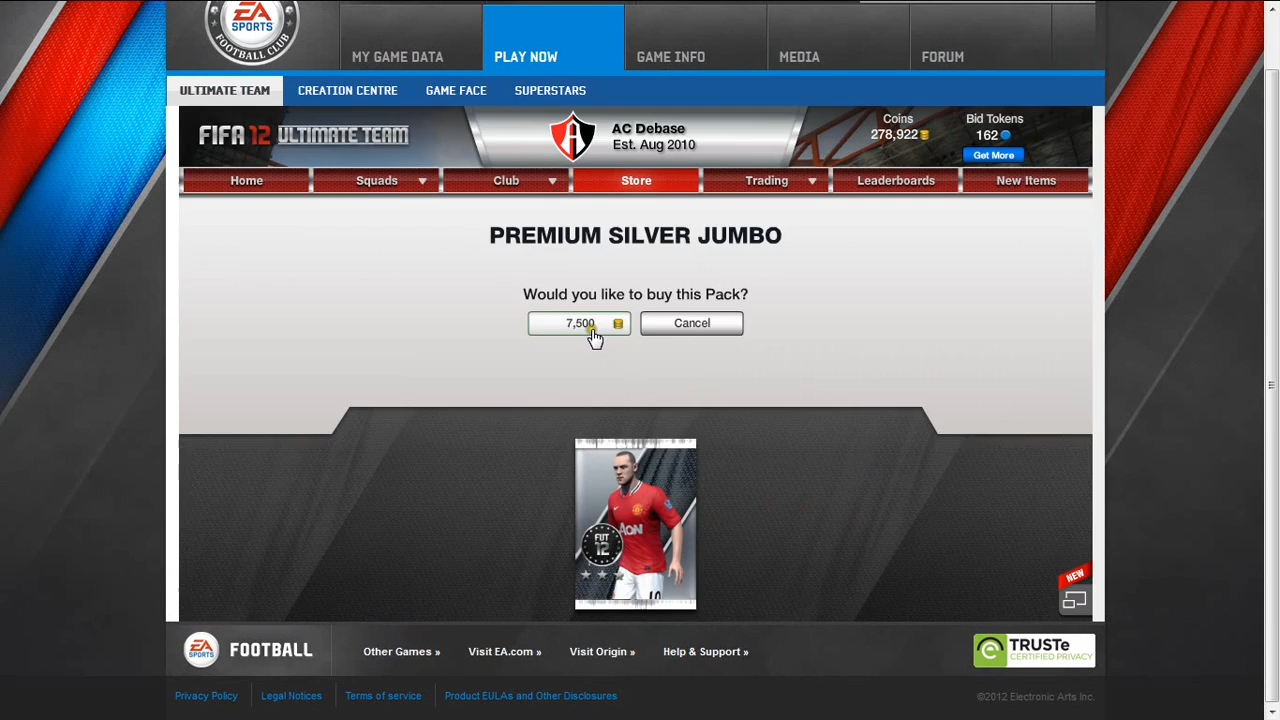 EA
SPORTS
FOOTBALL CLUB
MY GAME DATA
PLAY NOW
GAME INFO
MEDIA
FORUM
ULTIMATE TEAM
CREATION CENTRE
GAME FACE
SUPERSTARS
FIFA 12 ULTIMATE TEAM
AC Debase
Est. Aug 2010
Coins
278,922
Bid Tokens
162
Get More
Home
Squads
Club
Store
Trading
Leaderboards
New Items
PREMIUM SILVER JUMBO
Would you like to buy this Pack?
7,500
Cancel
AON
FUT
12
10
NEW
EA
SPORTS
FOOTBALL
Other Games »
Visit EA.com »
Visit Origin »
Help & Support »
TRUSTe
CERTIFIED PRIVACY
Privacy Policy
Legal Notices
Terms of service
Product EULAs and Other Disclosures
©2012 Electronic Arts Inc.